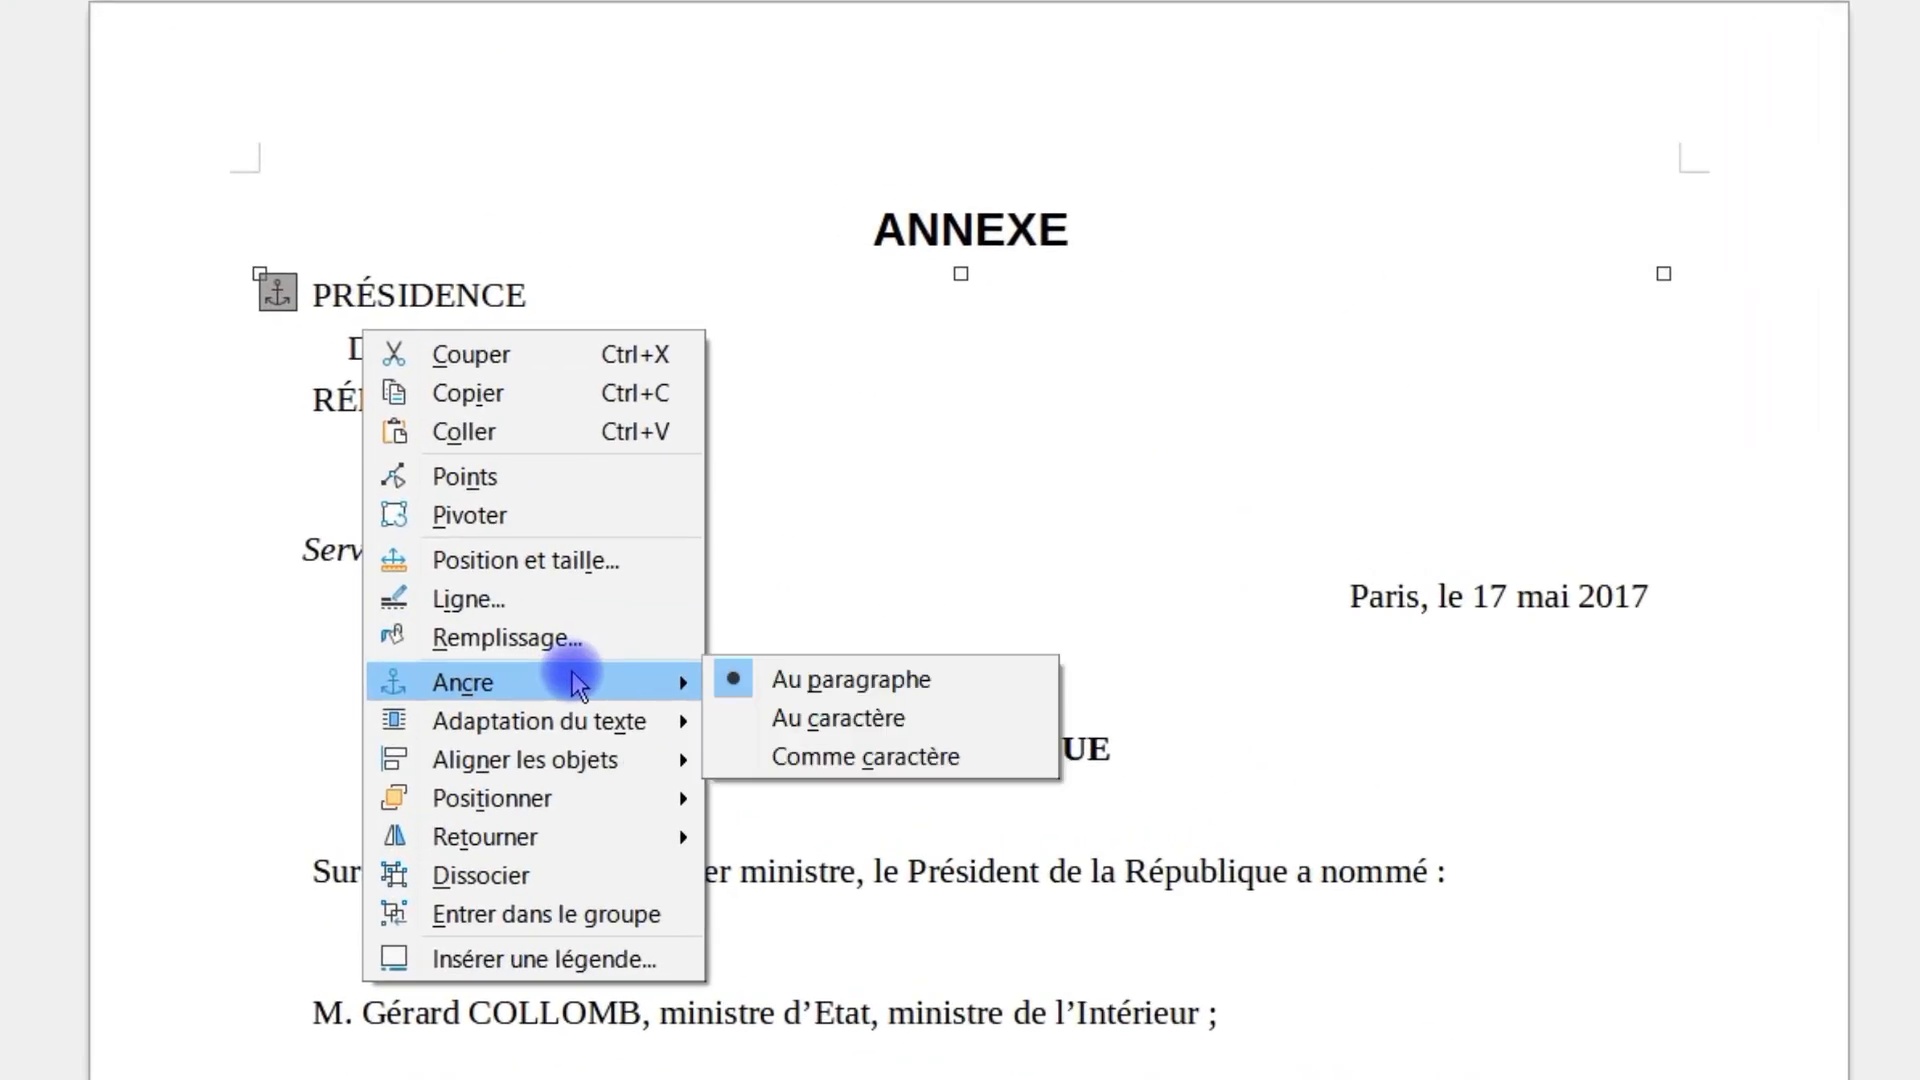 ANNEXE
PRÉSIDENCE
D
RÉ
Serv
Paris, le 17 mai 2017
UE
Sur er ministre, le Président de la République a nommé :
M. Gérard COLLOMB, ministre d’Etat, ministre de l’Intérieur ;
Couper Ctrl+X
Copier Ctrl+C
Coller Ctrl+V
Points
Pivoter
Position et taille...
Ligne...
Remplissage...
Ancre
Adaptation du texte
Aligner les objets
Positionner
Retourner
Dissocier
Entrer dans le groupe
Insérer une légende...
Au paragraphe
Au caractère
Comme caractère